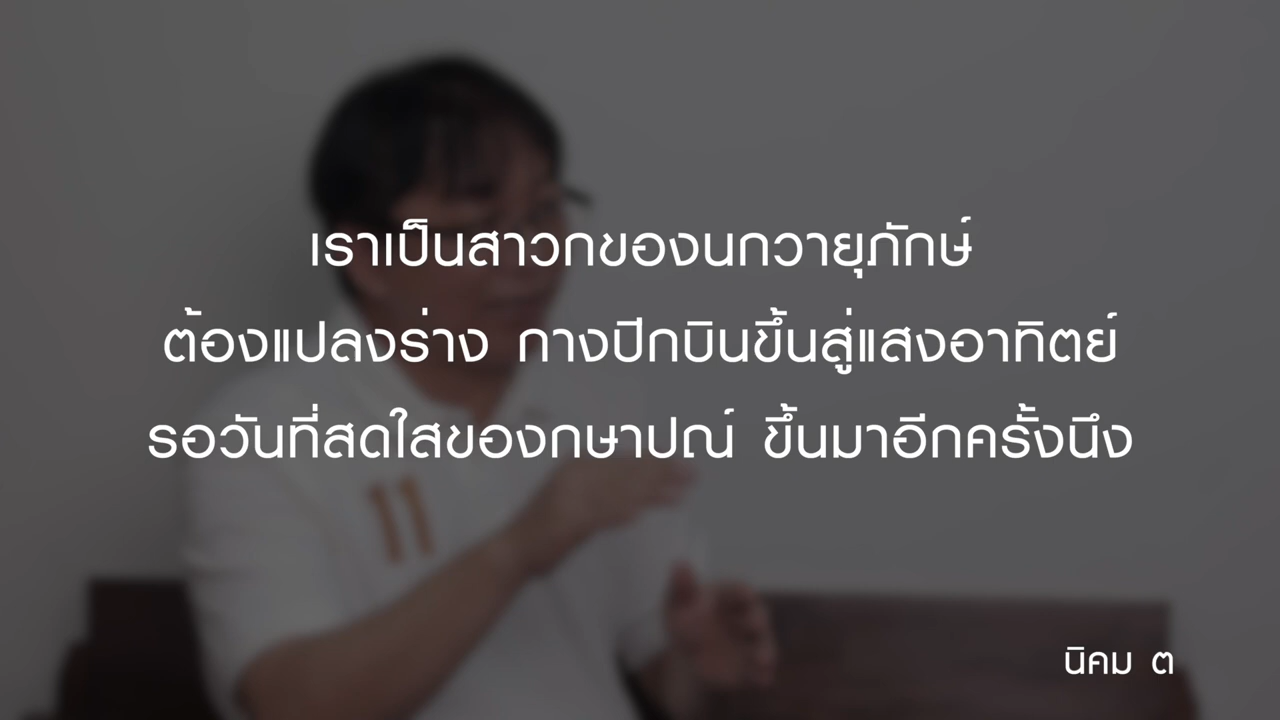 เราเป็นสาวกของนกวายุภักษ์
ต้องแปลงร่าง กางปีกบินขึ้นสู่แสงอาทิตย์
รอวันที่สดใสของกษาปณ์ ขึ้นมาอีกครั้งนึง
11
นิคม ต